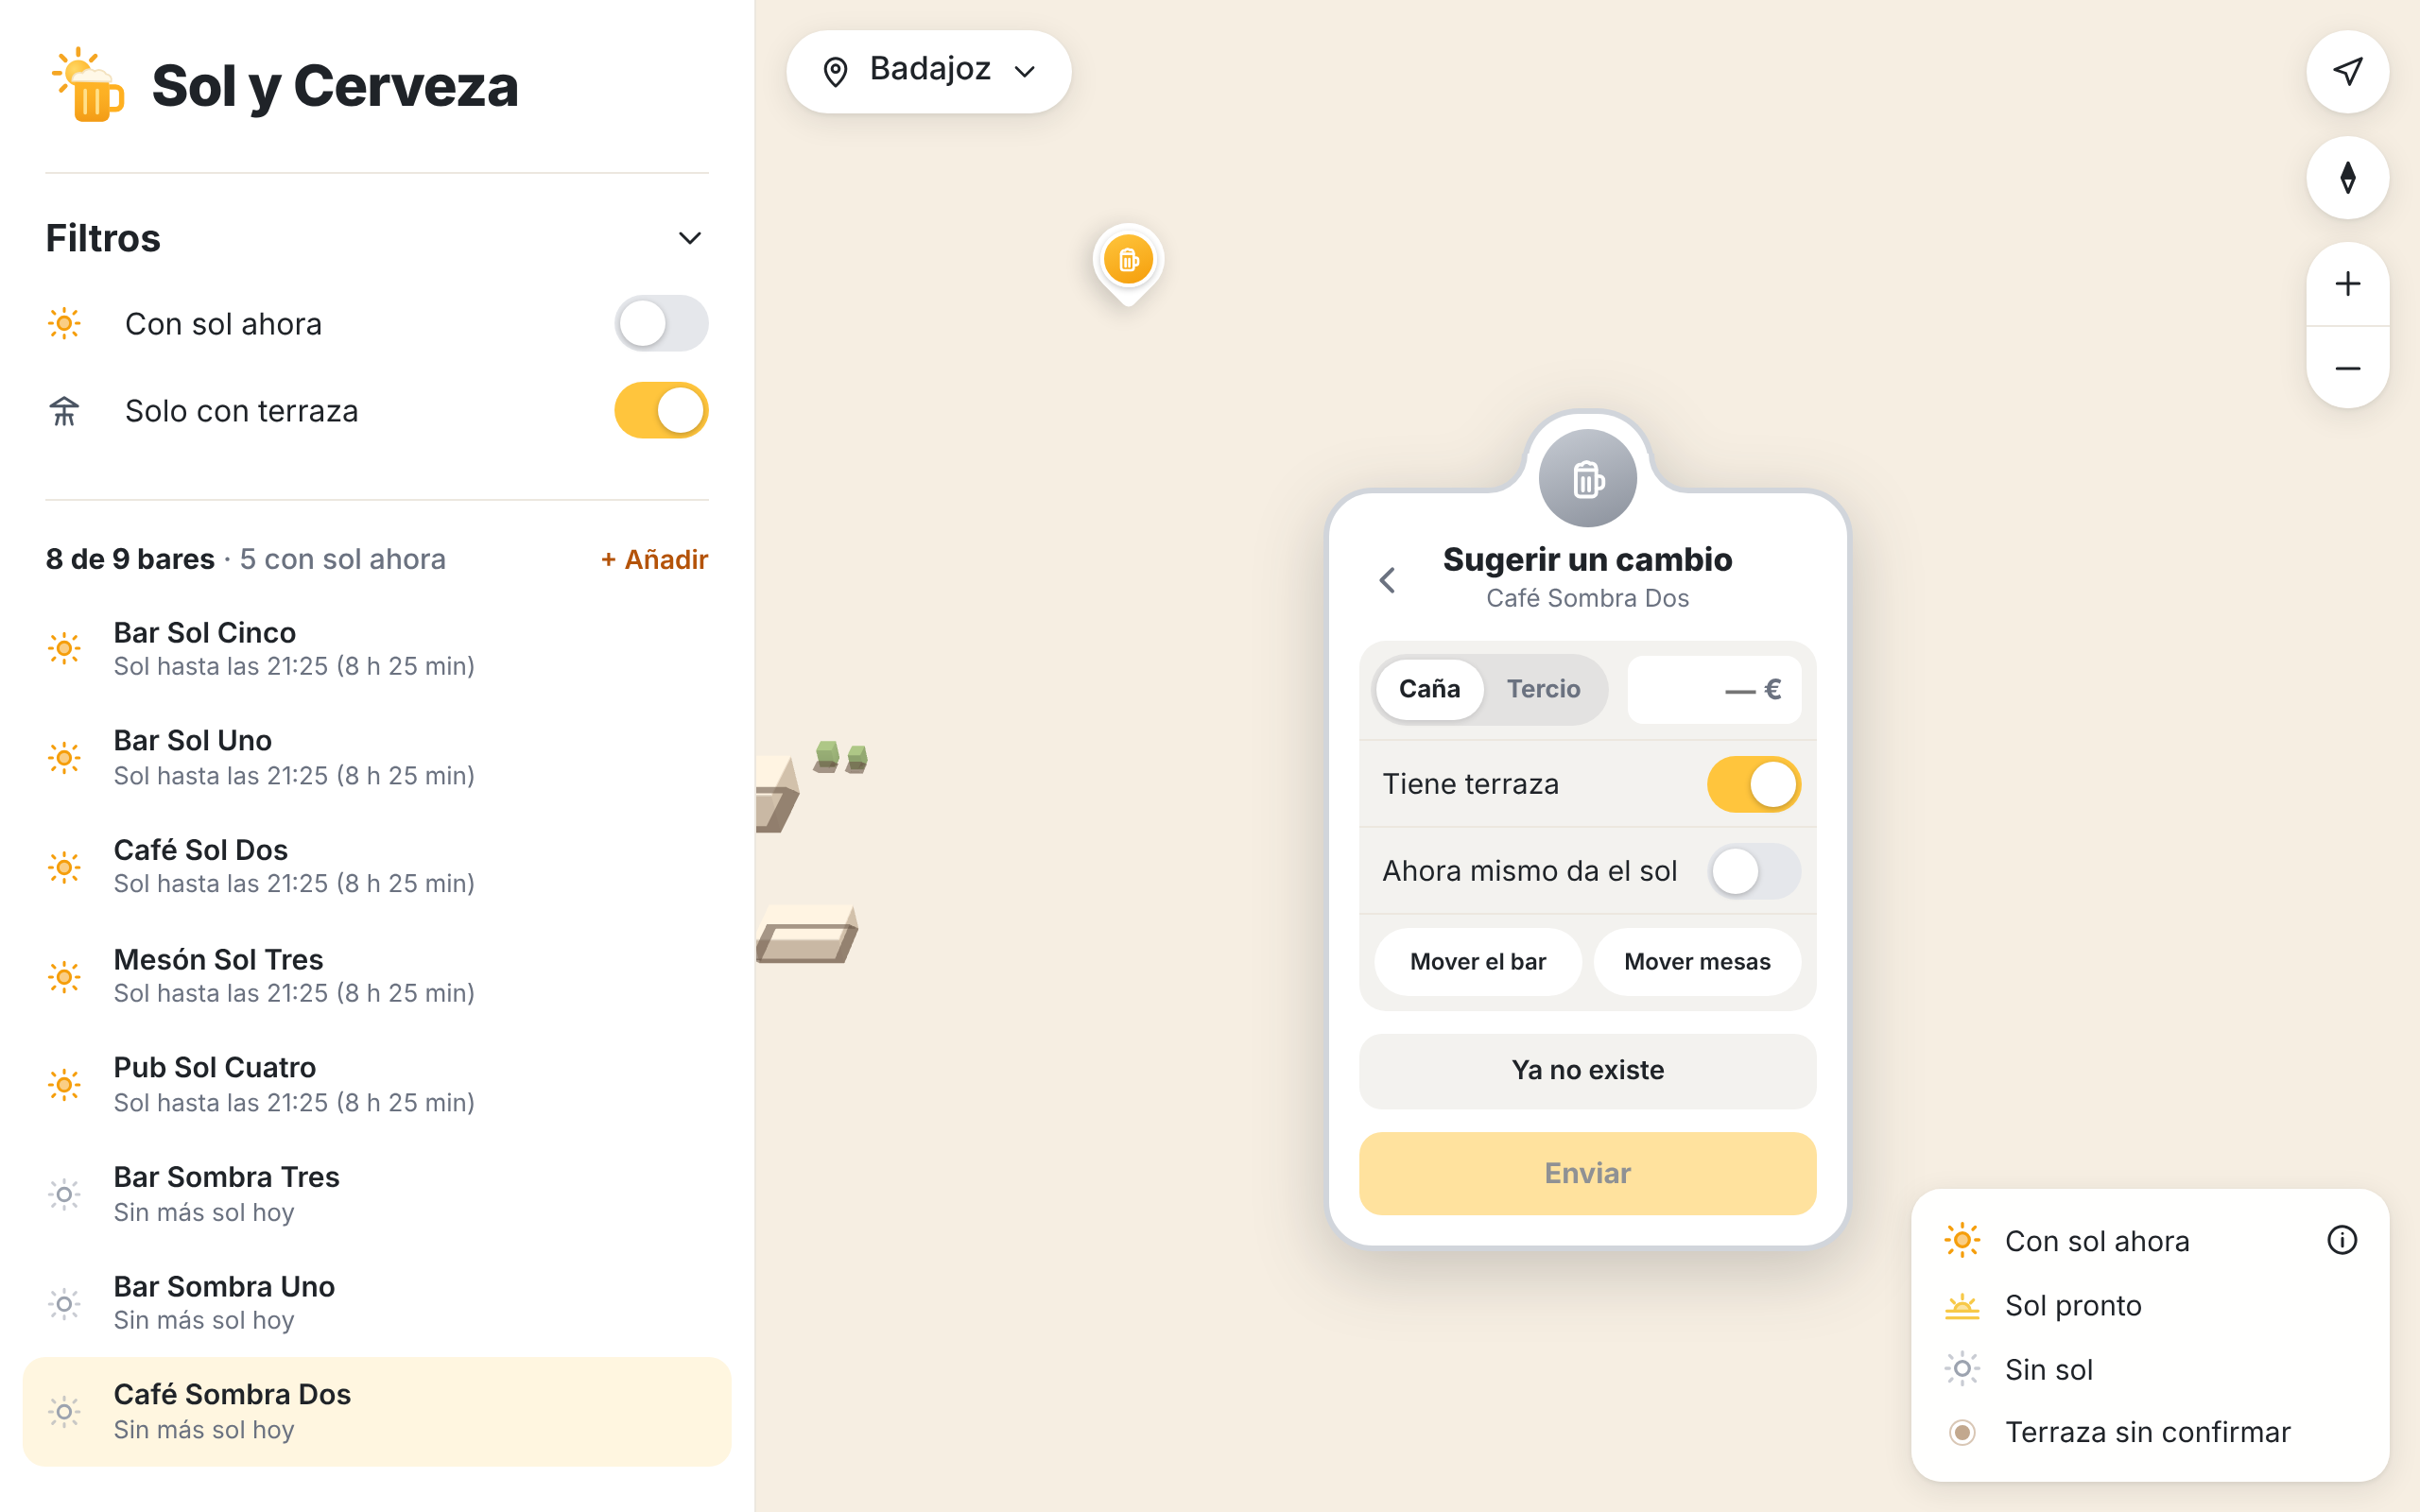 Sol y Cerveza
Filtros
Con sol ahora
Solo con terraza
8 de 9 bares · 5 con sol ahora
+ Añadir
Bar Sol Cinco
Sol hasta las 21:25 (8 h 25 min)
Bar Sol Uno
Sol hasta las 21:25 (8 h 25 min)
Café Sol Dos
Sol hasta las 21:25 (8 h 25 min)
Mesón Sol Tres
Sol hasta las 21:25 (8 h 25 min)
Pub Sol Cuatro
Sol hasta las 21:25 (8 h 25 min)
Bar Sombra Tres
Sin más sol hoy
Bar Sombra Uno
Sin más sol hoy
Café Sombra Dos
Sin más sol hoy
Badajoz
Sugerir un cambio
Café Sombra Dos
Caña
Tercio
— €
Tiene terraza
Ahora mismo da el sol
Mover el bar
Mover mesas
Ya no existe
Enviar
Con sol ahora
Sol pronto
Sin sol
Terraza sin confirmar